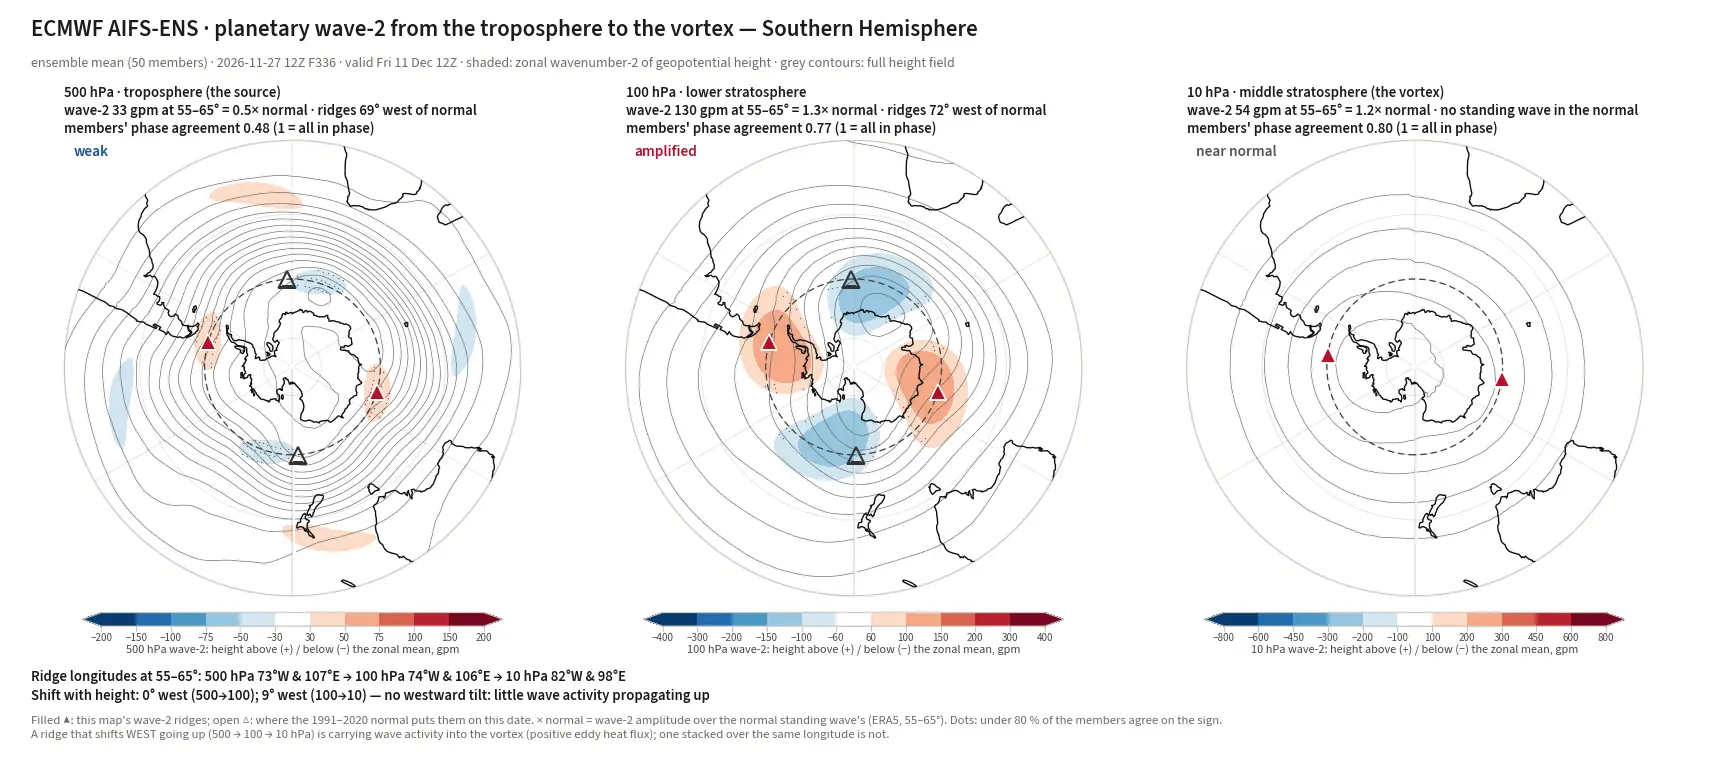 ECMWF AIFS-ENS · planetary wave-2 from the troposphere to the vortex — Southern Hemisphere
ensemble mean (50 members) · 2026-11-27 12Z F336 · valid Fri 11 Dec 12Z · shaded: zonal wavenumber-2 of geopotential height · grey contours: full height field
500 hPa · troposphere (the source)
wave-2 33 gpm at 55–65° = 0.5× normal · ridges 69° west of normal
members' phase agreement 0.48 (1 = all in phase)
weak
100 hPa · lower stratosphere
wave-2 130 gpm at 55–65° = 1.3× normal · ridges 72° west of normal
members' phase agreement 0.77 (1 = all in phase)
amplified
10 hPa · middle stratosphere (the vortex)
wave-2 54 gpm at 55–65° = 1.2× normal · no standing wave in the normal
members' phase agreement 0.80 (1 = all in phase)
near normal
−200 −150 −100 −75 −50 −30 30 50 75 100 150 200
500 hPa wave-2: height above (+) / below (−) the zonal mean, gpm
−400 −300 −200 −150 −100 −60 60 100 150 200 300 400
100 hPa wave-2: height above (+) / below (−) the zonal mean, gpm
−800 −600 −450 −300 −200 −100 100 200 300 450 600 800
10 hPa wave-2: height above (+) / below (−) the zonal mean, gpm
Ridge longitudes at 55–65°: 500 hPa 73°W & 107°E → 100 hPa 74°W & 106°E → 10 hPa 82°W & 98°E
Shift with height: 0° west (500→100); 9° west (100→10) — no westward tilt: little wave activity propagating up
Filled ▲: this map's wave-2 ridges; open △: where the 1991–2020 normal puts them on this date. × normal = wave-2 amplitude over the normal standing wave's (ERA5, 55–65°). Dots: under 80 % of the members agree on the sign.
A ridge that shifts WEST going up (500 → 100 → 10 hPa) is carrying wave activity into the vortex (positive eddy heat flux); one stacked over the same longitude is not.